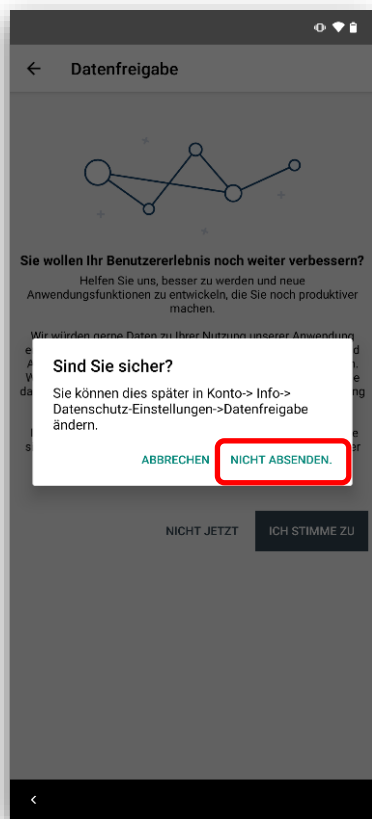 Datenfreigabe
Sie wollen Ihr Benutzererlebnis noch weiter verbessern?
Helfen Sie uns, besser zu werden und neue
Anwendungsfunktionen zu entwickeln, die Sie noch produktiver
machen.
Wir würden gerne Daten zu Ihrer Nutzung unserer Anwendung
Sind Sie sicher?
Sie können dies später in Konto-> Info->
Datenschutz-Einstellungen->Datenfreigabe
ändern.
ABBRECHEN NICHT ABSENDEN.
NICHT JETZT ICH STIMME ZU